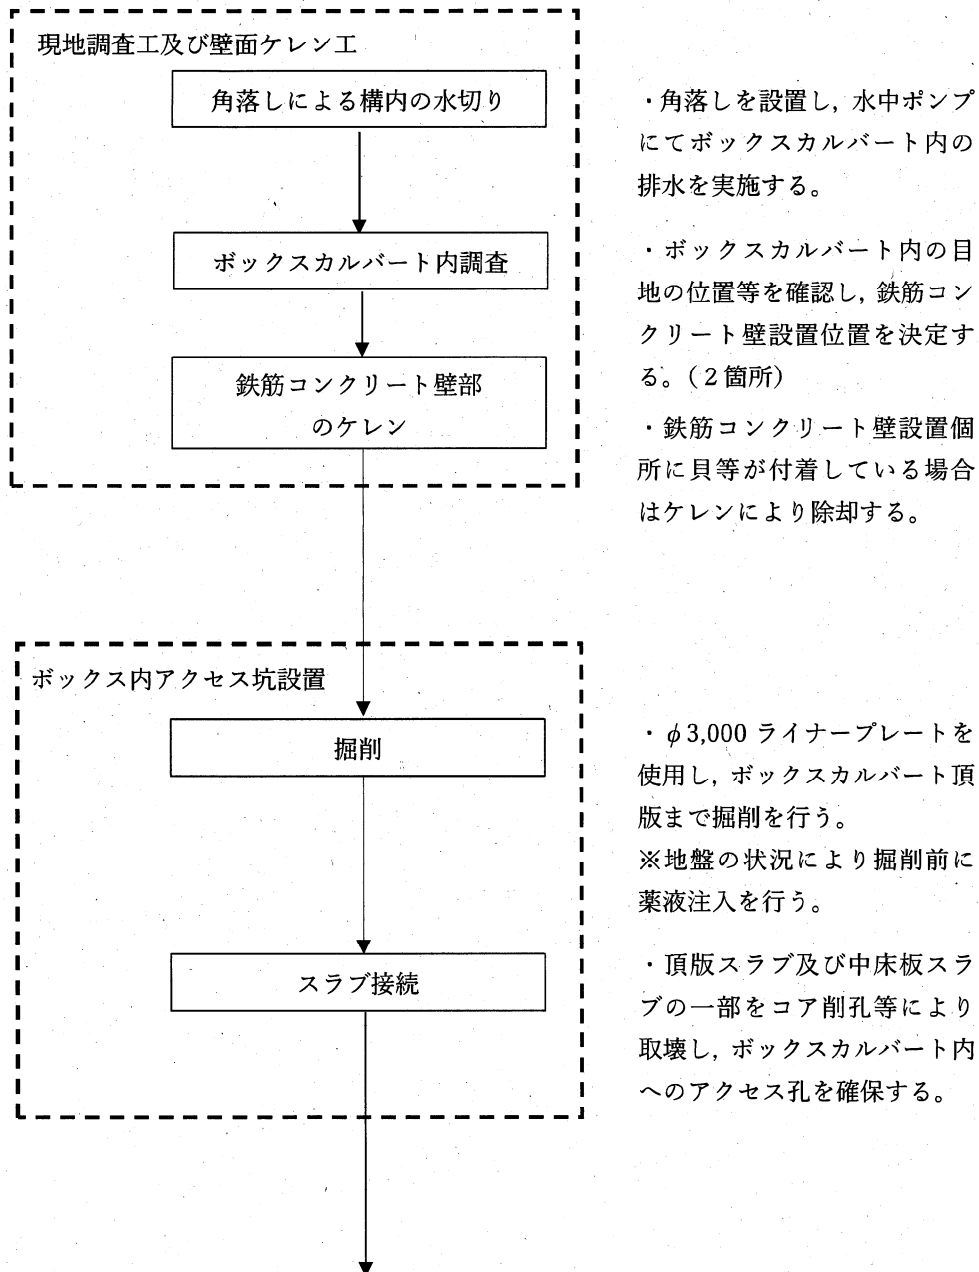 現地調査工及び壁面ケレン工
角落しによる構内の水切り
・角落しを設置し, 水中ポンプ
にてボックスカルバート内の
排水を実施する。
ボックスカルバート内調査
・ボックスカルバート内の目
地の位置等を確認し, 鉄筋コン
クリート壁設置位置を決定す
る。(2箇所)
鉄筋コンクリート壁部
のケレン
・鉄筋コンクリート壁設置個
所に貝等が付着している場合
はケレンにより除却する。
ボックス内アクセス坑設置
掘削
・φ3,000 ライナープレートを
使用し, ボックスカルバート頂
版まで掘削を行う。
※地盤の状況により掘削前に
薬液注入を行う。
スラブ接続
・頂版スラブ及び中床板スラ
ブの一部をコア削孔等により
取壊し, ボックスカルバート内
へのアクセス孔を確保する。